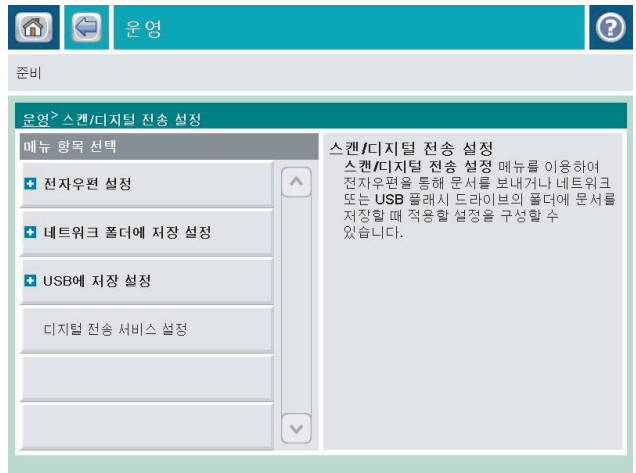 운영
준비
운영> 스캔/디지털 전송 설정
메뉴 항목 선택
전자우편 설정
네트워크 폴더에 저장 설정
USB에 저장 설정
디지털 전송 서비스 설정
스캔/디지털 전송 설정
스캔/디지털 전송 설정 메뉴를 이용하여
전자우편을 통해 문서를 보내거나 네트워크
또는 USB 플래시 드라이브의 폴더에 문서를
저장할 때 적용할 설정을 구성할 수
있습니다.